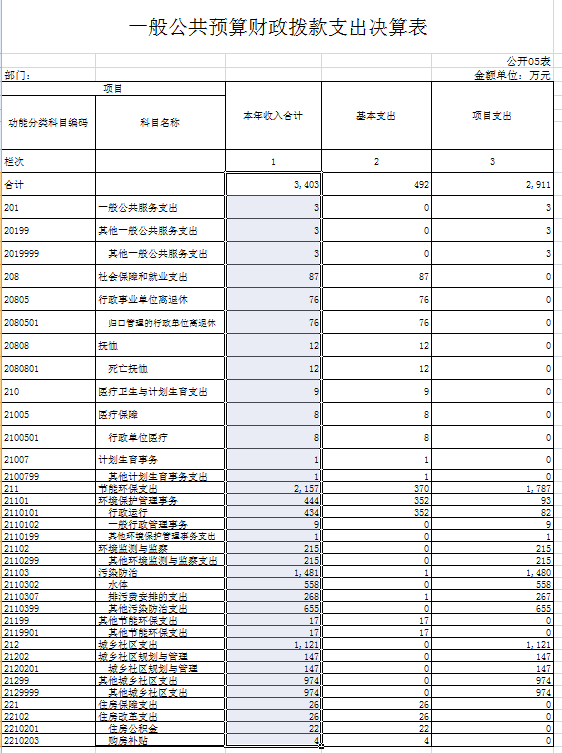 一般公共预算财政拨款支出决算表
公开05表
部门： 金额单位：万元
项目
功能分类科目编码 科目名称 本年收入合计 基本支出 项目支出
栏次 1 2 3
合计 3,403 492 2,911
201 一般公共服务支出 3 0 3
20199 其他一般公共服务支出 3 0 3
2019999 其他一般公共服务支出 3 0 3
208 社会保障和就业支出 87 87 0
20805 行政事业单位离退休 76 76 0
2080501 归口管理的行政单位离退休 76 76 0
20808 抚恤 12 12 0
2080801 死亡抚恤 12 12 0
210 医疗卫生与计划生育支出 9 9 0
21005 医疗保障 8 8 0
2100501 行政单位医疗 8 8 0
21007 计划生育事务 1 1 0
2100799 其他计划生育事务支出 1 1 0
211 节能环保支出 2,157 370 1,787
21101 环境保护管理事务 444 352 93
2110101 行政运行 434 352 82
2110102 一般行政管理事务 9 0 9
2110199 其他环境保护管理事务支出 1 0 1
21102 环境监测与监察 215 0 215
2110299 其他环境监测与监察支出 215 0 215
21103 污染防治 1,481 1 1,480
2110302 水体 558 0 558
2110307 排污费安排的支出 268 1 267
2110399 其他污染防治支出 655 0 655
21199 其他节能环保支出 17 17 0
2119901 其他节能环保支出 17 17 0
212 城乡社区支出 1,121 0 1,121
21202 城乡社区规划与管理 147 0 147
2120201 城乡社区规划与管理 147 0 147
21299 其他城乡社区支出 974 0 974
2129999 其他城乡社区支出 974 0 974
221 住房保障支出 26 26 0
22102 住房改革支出 26 26 0
2210201 住房公积金 22 22 0
2210203 购房补贴 4 4 0